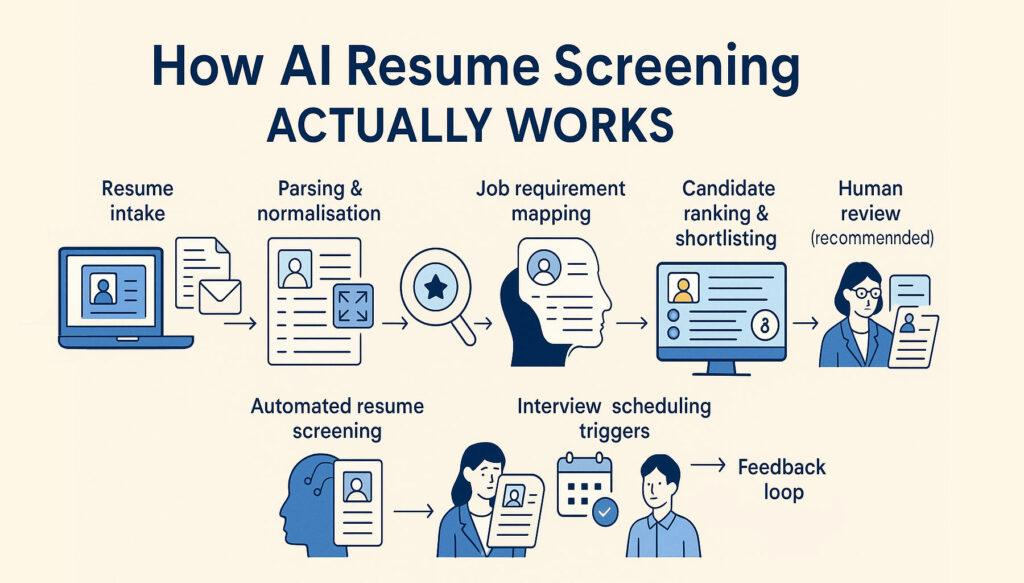 How AI Resume Screening
ACTUALLY WORKS
Resume
intake
Parsing &
normalisation
Job requirement
mapping
Candidate
ranking &
shortlisting
Human
review
(recommennded)
8
Automated resume
screening
Interview scheduling
triggers
Feedback
loop